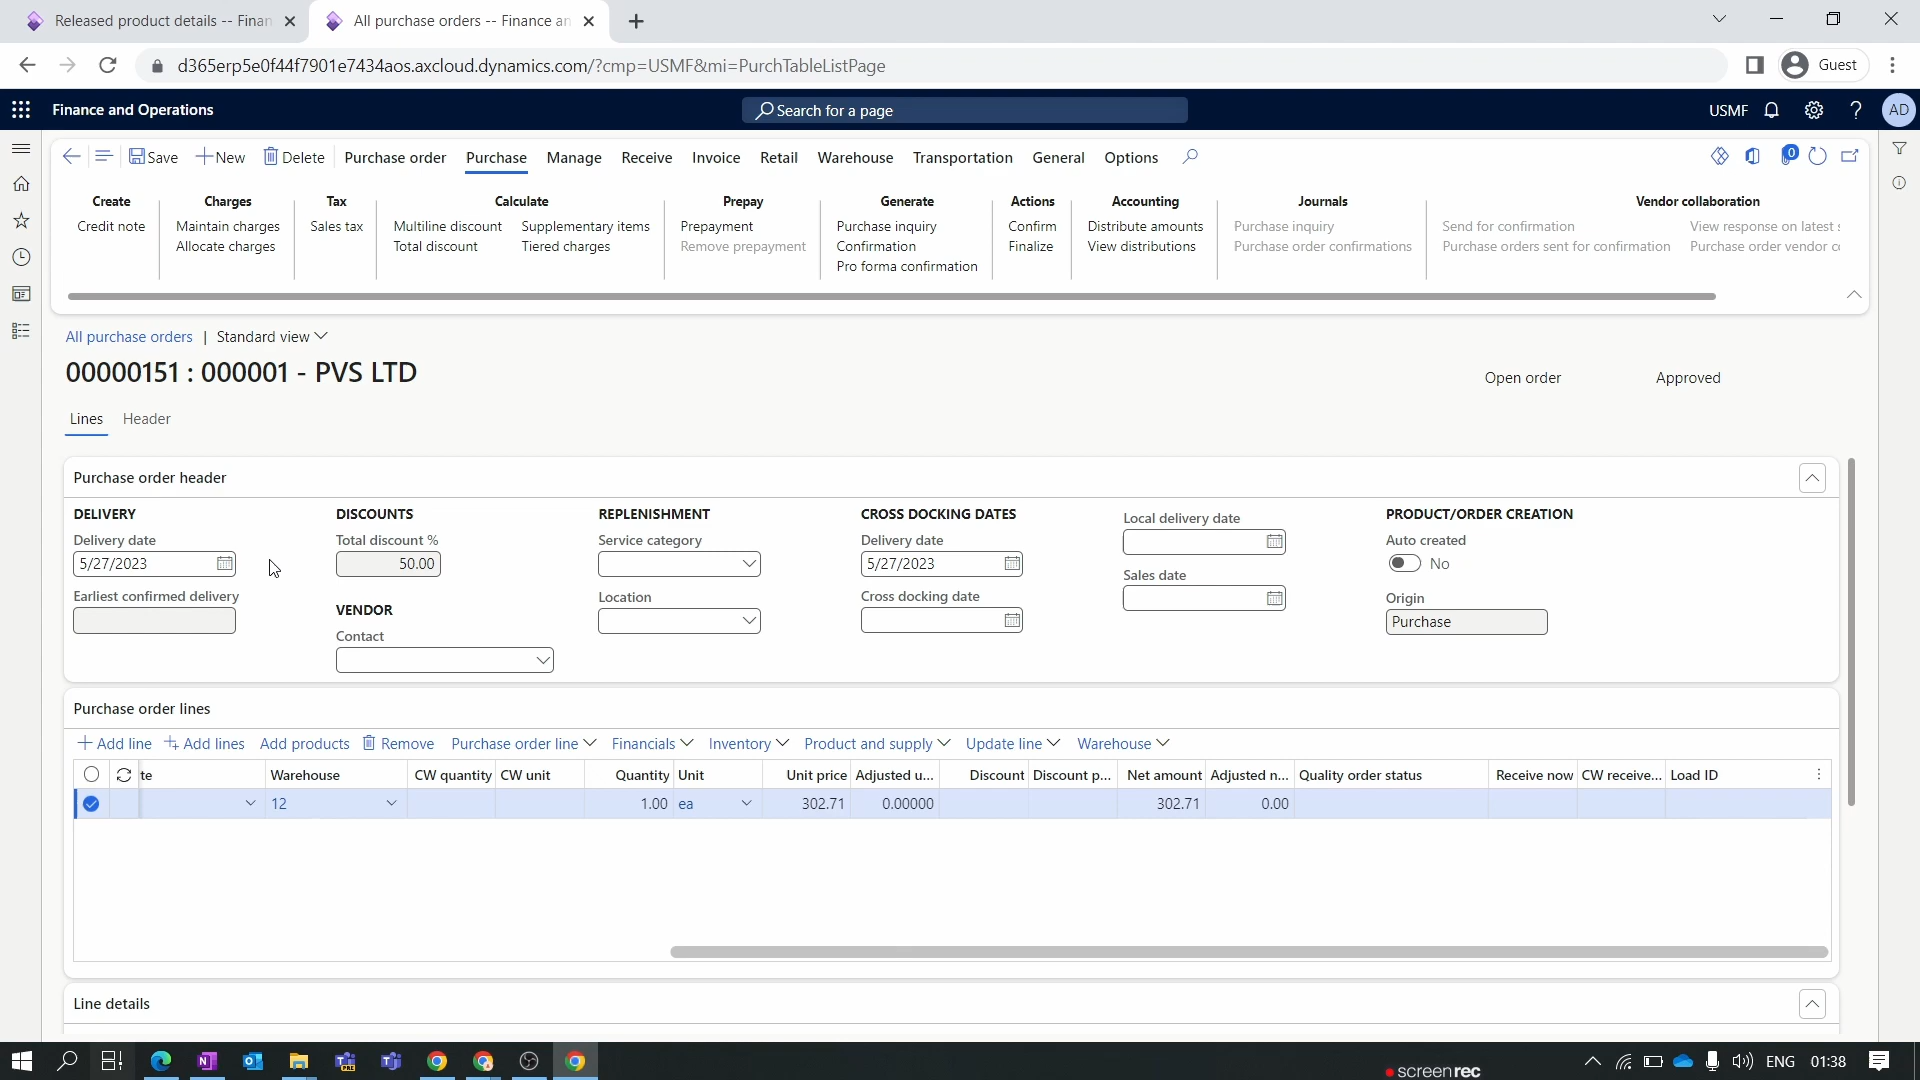 Released product details -- Finan
All purchase orders -- Finance an
d365erp5e0f44f7901e7434aos.axcloud.dynamics.com/?cmp=USMF&mi=PurchTableListPage
Guest
Finance and Operations
Search for a page
USMF
AD
Save
New
Delete
Purchase order
Purchase
Manage
Receive
Invoice
Retail
Warehouse
Transportation
General
Options
0
Create
Credit note
Charges
Maintain charges
Allocate charges
Tax
Sales tax
Calculate
Multiline discount
Supplementary items
Total discount
Tiered charges
Prepay
Prepayment
Remove prepayment
Generate
Purchase inquiry
Confirmation
Pro forma confirmation
Actions
Confirm
Finalize
Accounting
Distribute amounts
View distributions
Journals
Purchase inquiry
Purchase order confirmations
Vendor collaboration
Send for confirmation
View response on latest s
Purchase orders sent for confirmation
Purchase order vendor co
All purchase orders | Standard view
00000151 : 000001 - PVS LTD
Open order
Approved
Lines
Header
Purchase order header
DELIVERY
Delivery date
5/27/2023
Earliest confirmed delivery
DISCOUNTS
Total discount %
50.00
VENDOR
Contact
REPLENISHMENT
Service category
Location
CROSS DOCKING DATES
Delivery date
5/27/2023
Cross docking date
Local delivery date
Sales date
PRODUCT/ORDER CREATION
Auto created
No
Origin
Purchase
Purchase order lines
Add line
Add lines
Add products
Remove
Purchase order line
Financials
Inventory
Product and supply
Update line
Warehouse
te Warehouse CW quantity CW unit Quantity Unit Unit price Adjusted u... Discount Discount p... Net amount Adjusted n... Quality order status Receive now CW receive... Load ID
12 1.00 ea 302.71 0.00000 302.71 0.00
Line details
ENG
01:38
screenrec